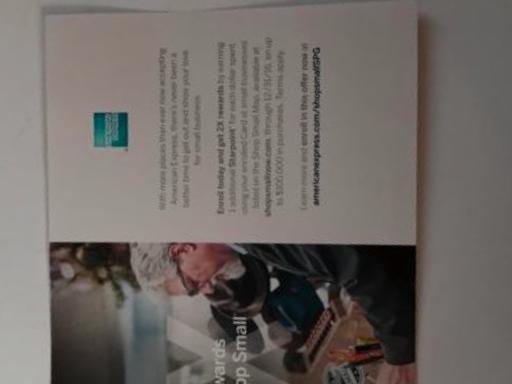 AMERICAN EXPRESS
With more places than ever now accepting
American Express, there's never been a
better time to get out and show your love
for small business.
Enroll today and get 2X rewards by earning
1 additional Starpoint® for each dollar spent
using your enrolled Card at small businesses
listed on the Shop Small Map, available at
shopsmallnow.com, through 12/31/16, on up
to $100,000 in purchases. Terms apply.
Learn more and enroll in this offer now at
americanexpress.com/shopsmallSPG
wards
op Small